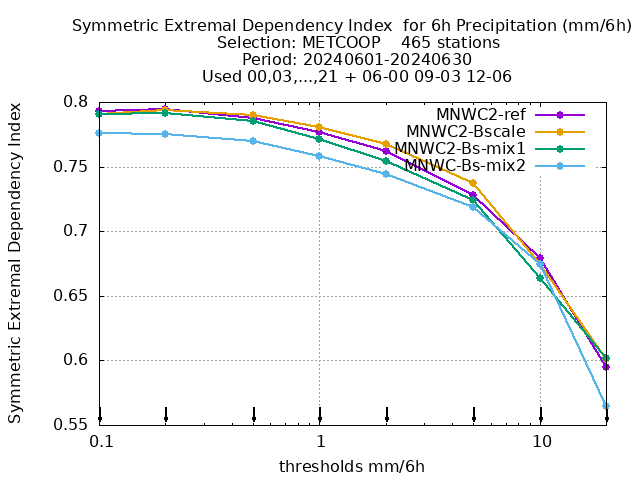 Symmetric Extremal Dependency Index  for 6h Precipitation (mm/6h)
Selection: METCOOP    465 stations
Period: 20240601-20240630
Used 00,03,...,21 + 06-00 09-03 12-06
MNWC2-ref
MNWC2-Bscale
MNWC2-Bs-mix1
MNWC-Bs-mix2
Symmetric Extremal Dependency Index
0.8
0.75
0.7
0.65
0.6
0.55
0.1 1 10
thresholds mm/6h